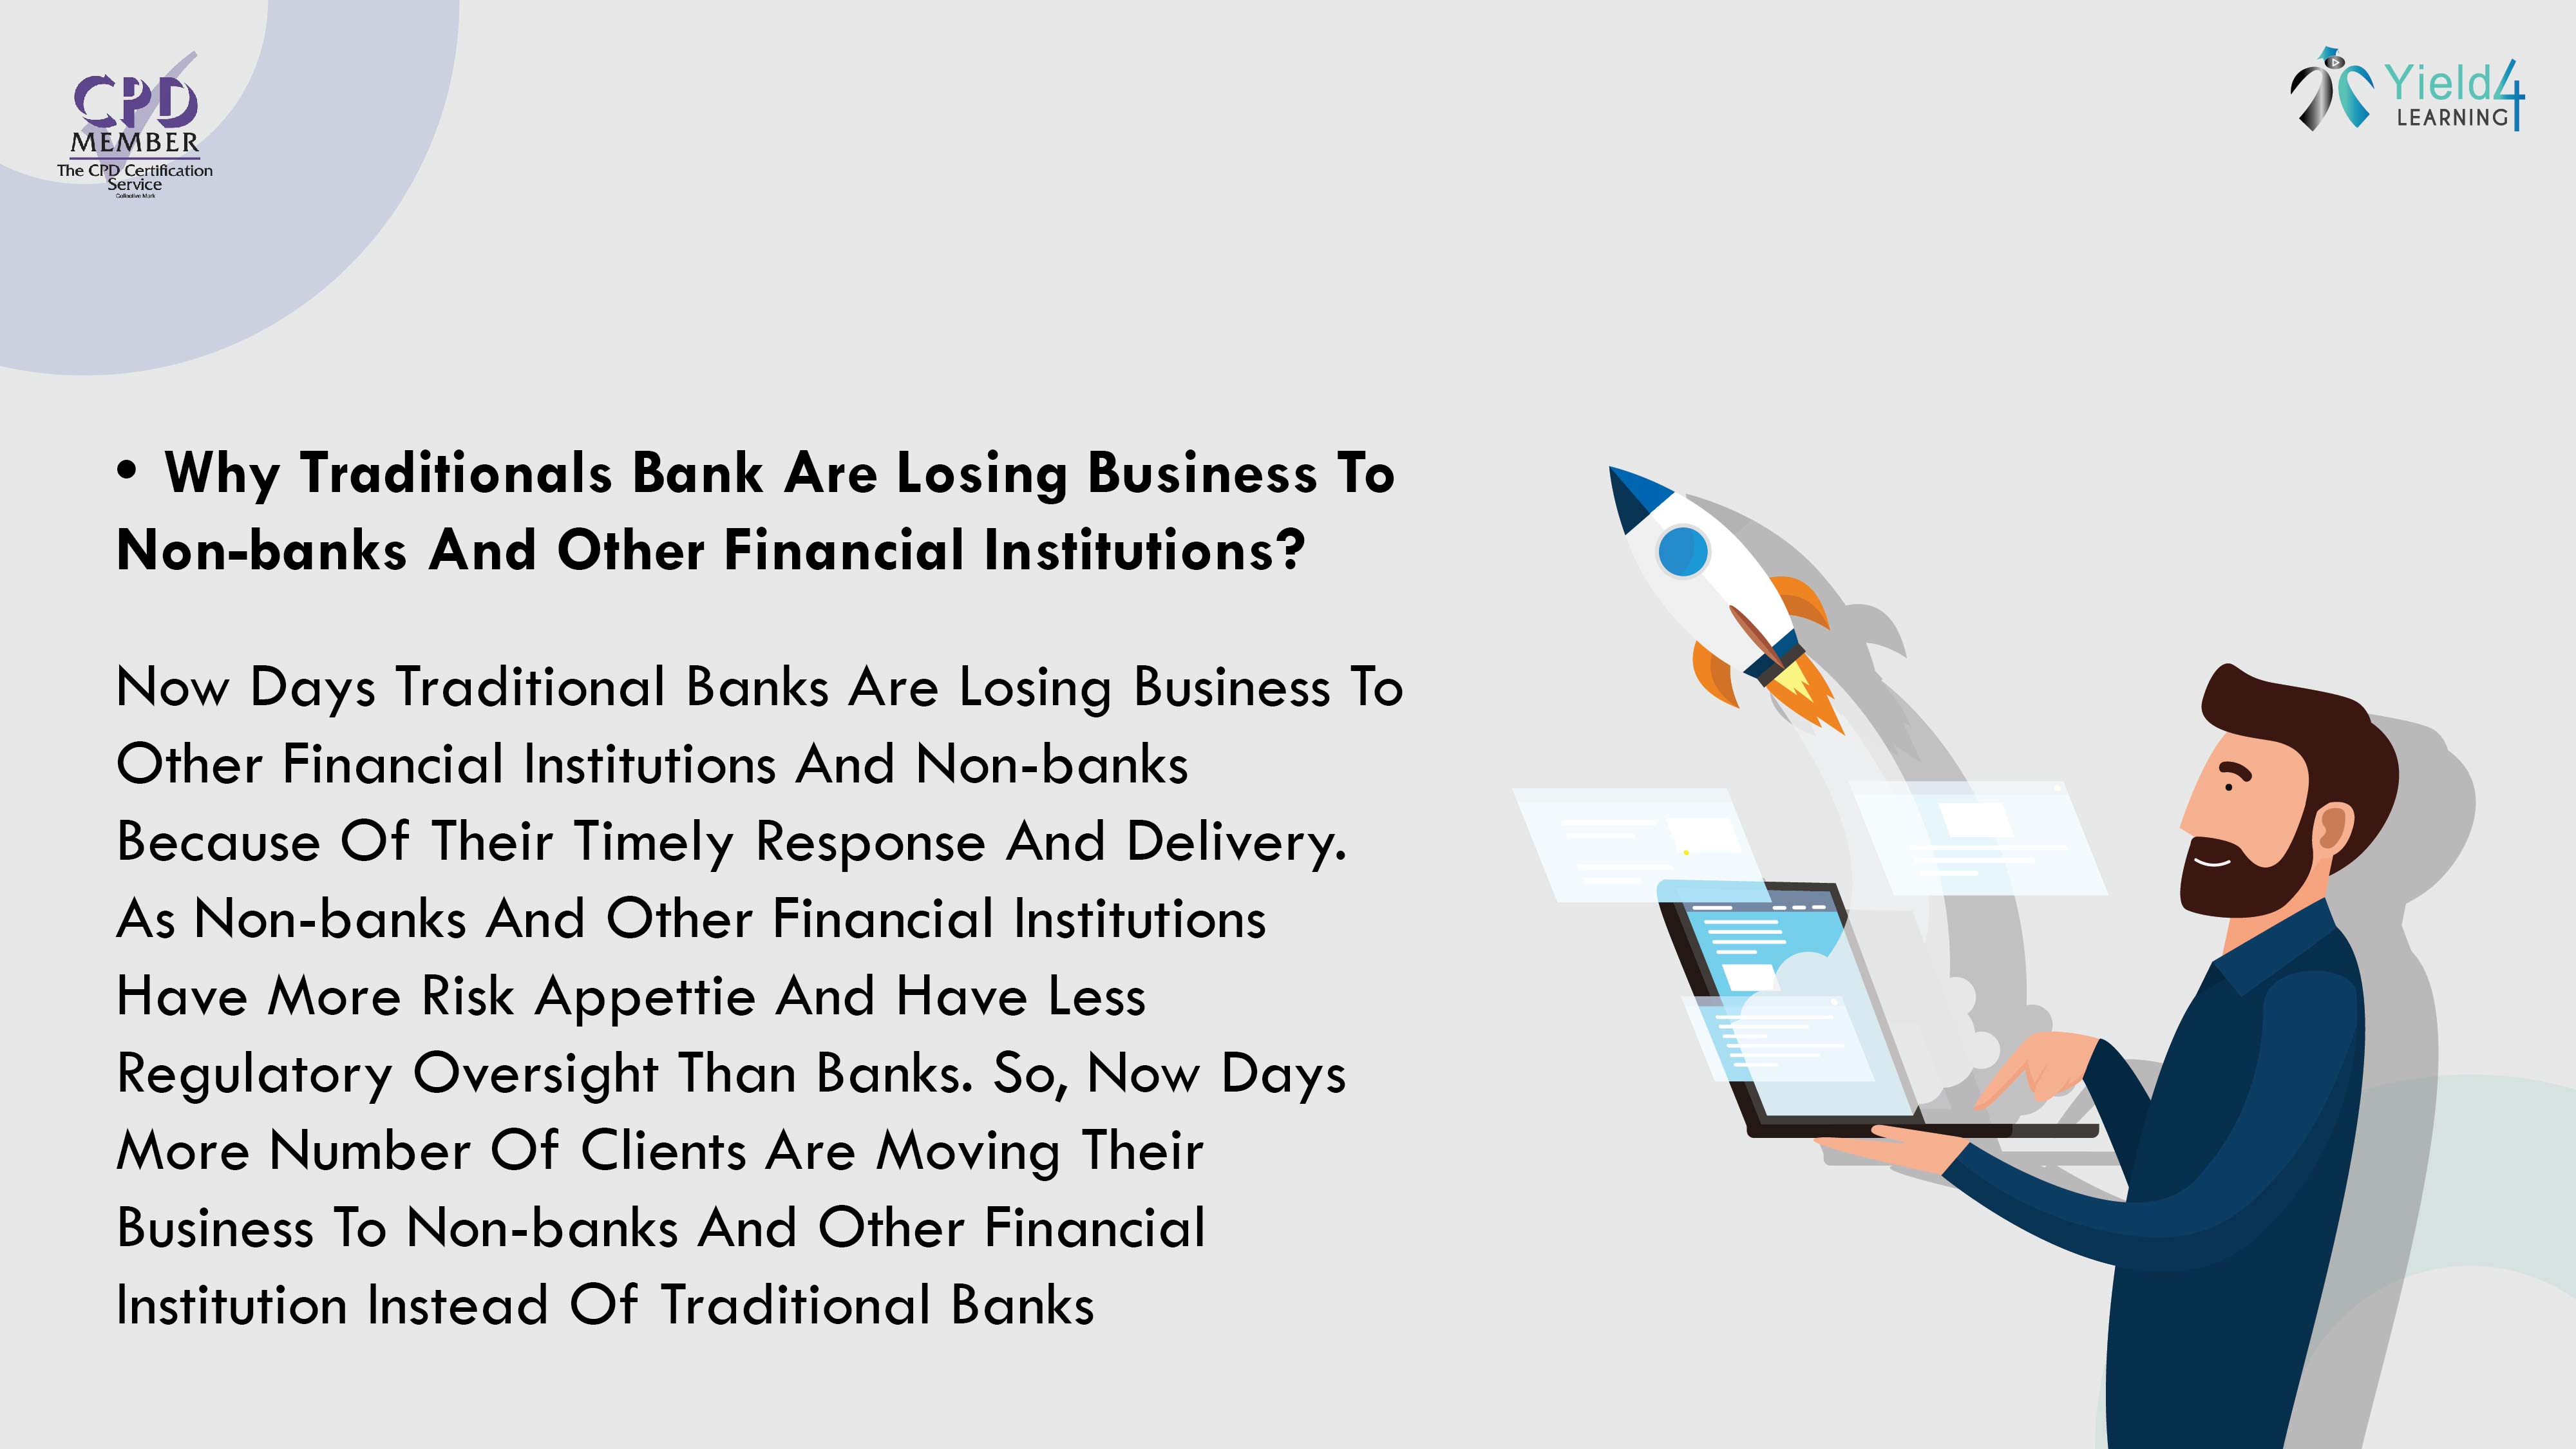 CPD
MEMBER
The CPD Certification
Service
Collective Mark
Yield4
LEARNING
• Why Traditionals Bank Are Losing Business To
Non-banks And Other Financial Institutions?
Now Days Traditional Banks Are Losing Business To
Other Financial Institutions And Non-banks
Because Of Their Timely Response And Delivery.
As Non-banks And Other Financial Institutions
Have More Risk Appettie And Have Less
Regulatory Oversight Than Banks. So, Now Days
More Number Of Clients Are Moving Their
Business To Non-banks And Other Financial
Institution Instead Of Traditional Banks